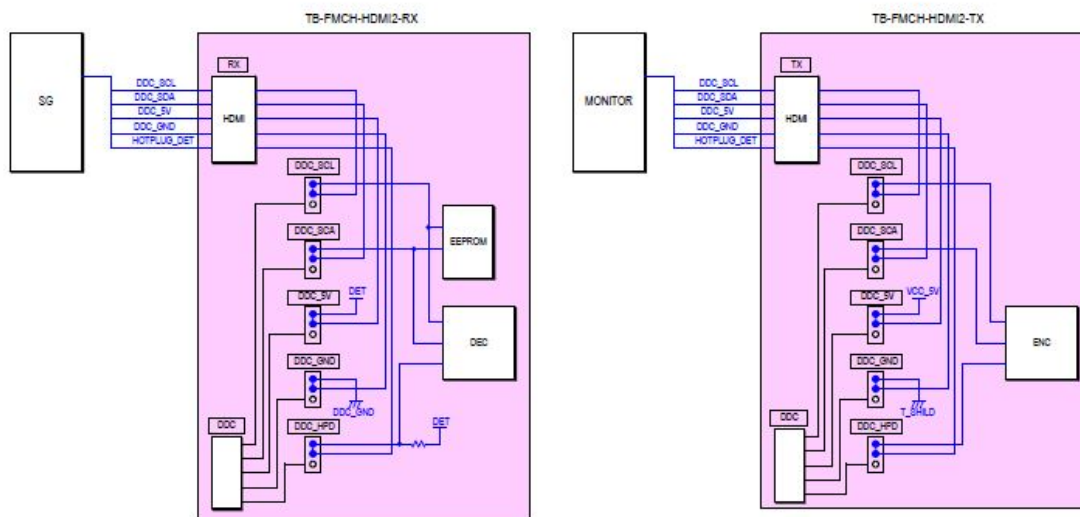 TB-FMCH-HDMI2-RX
SG
DDC_SCL
DDC_SDA
DDC_5V
DDC_GND
HOTPLUG_DET
RX
HDMI
DDC_SCL
DDC_SCA
EEPROM
DDC_5V
DET
DEC
DDC_GND
DDC_GND
DDC
DDC_HPD
DET
TB-FMCH-HDMI2-TX
MONITOR
DDC_SCL
DDC_SDA
DDC_5V
DDC_GND
HOTPLUG_DET
TX
HDMI
DDC_SCL
DDC_SCA
DDC_5V
VCC_5V
ENC
DDC_GND
T_SHILD
DDC
DDC_HPD